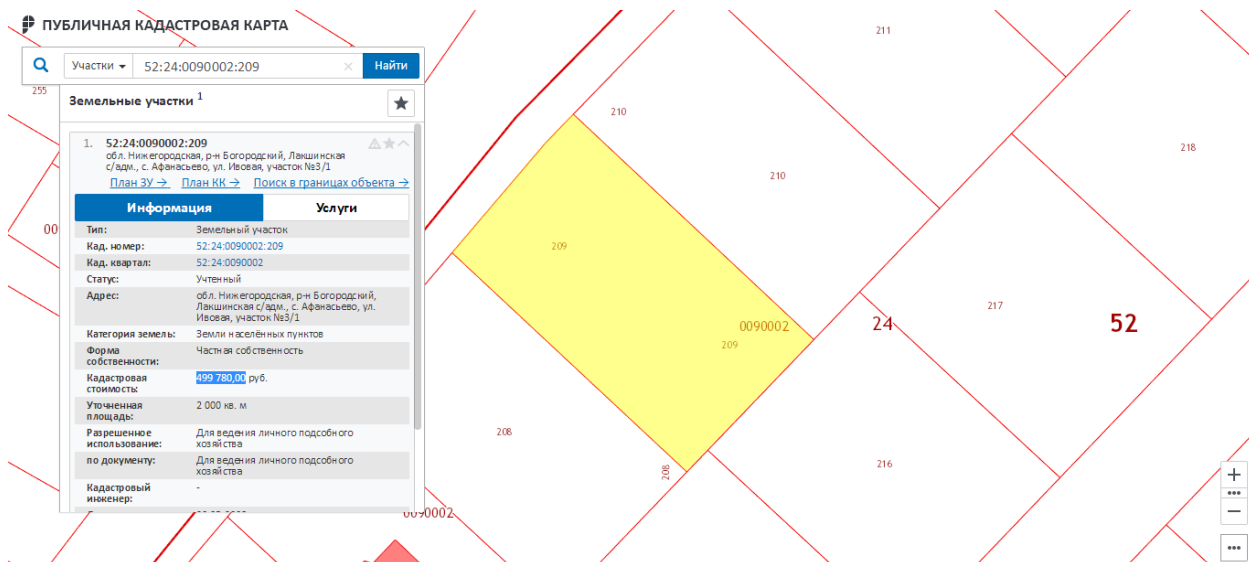 ПУБЛИЧНАЯ КАДАСТРОВАЯ КАРТА
Участки 52:24:0090002:209 × Найти
Земельные участки 1
1. 52:24:0090002:209
обл. Нижегородская, р-н Богородский, Лакшинская
с/адм., с. Афанасьево, ул. Ивовая, участок №3/1
План ЗУ → План КК → Поиск в границах объекта →
Информация Услуги
Тип: Земельный участок
Кад. номер: 52:24:0090002:209
Кад. квартал: 52:24:0090002
Статус: Учтенный
Адрес: обл. Нижегородская, р-н Богородский,
Лакшинская с/адм., с. Афанасьево, ул.
Ивовая, участок №3/1
Категория земель: Земли населённых пунктов
Форма собственности: Частная собственность
Кадастровая стоимость: 499 780,00 руб.
Уточненная площадь: 2 000 кв. м
Разрешенное использование: Для ведения личного подсобного
хозяйства
по документу: Для ведения личного подсобного
хозяйства
Кадастровый инженер: -
255
00
0090002
211
210
210
218
209
217
0090002
24
52
209
208
208
216